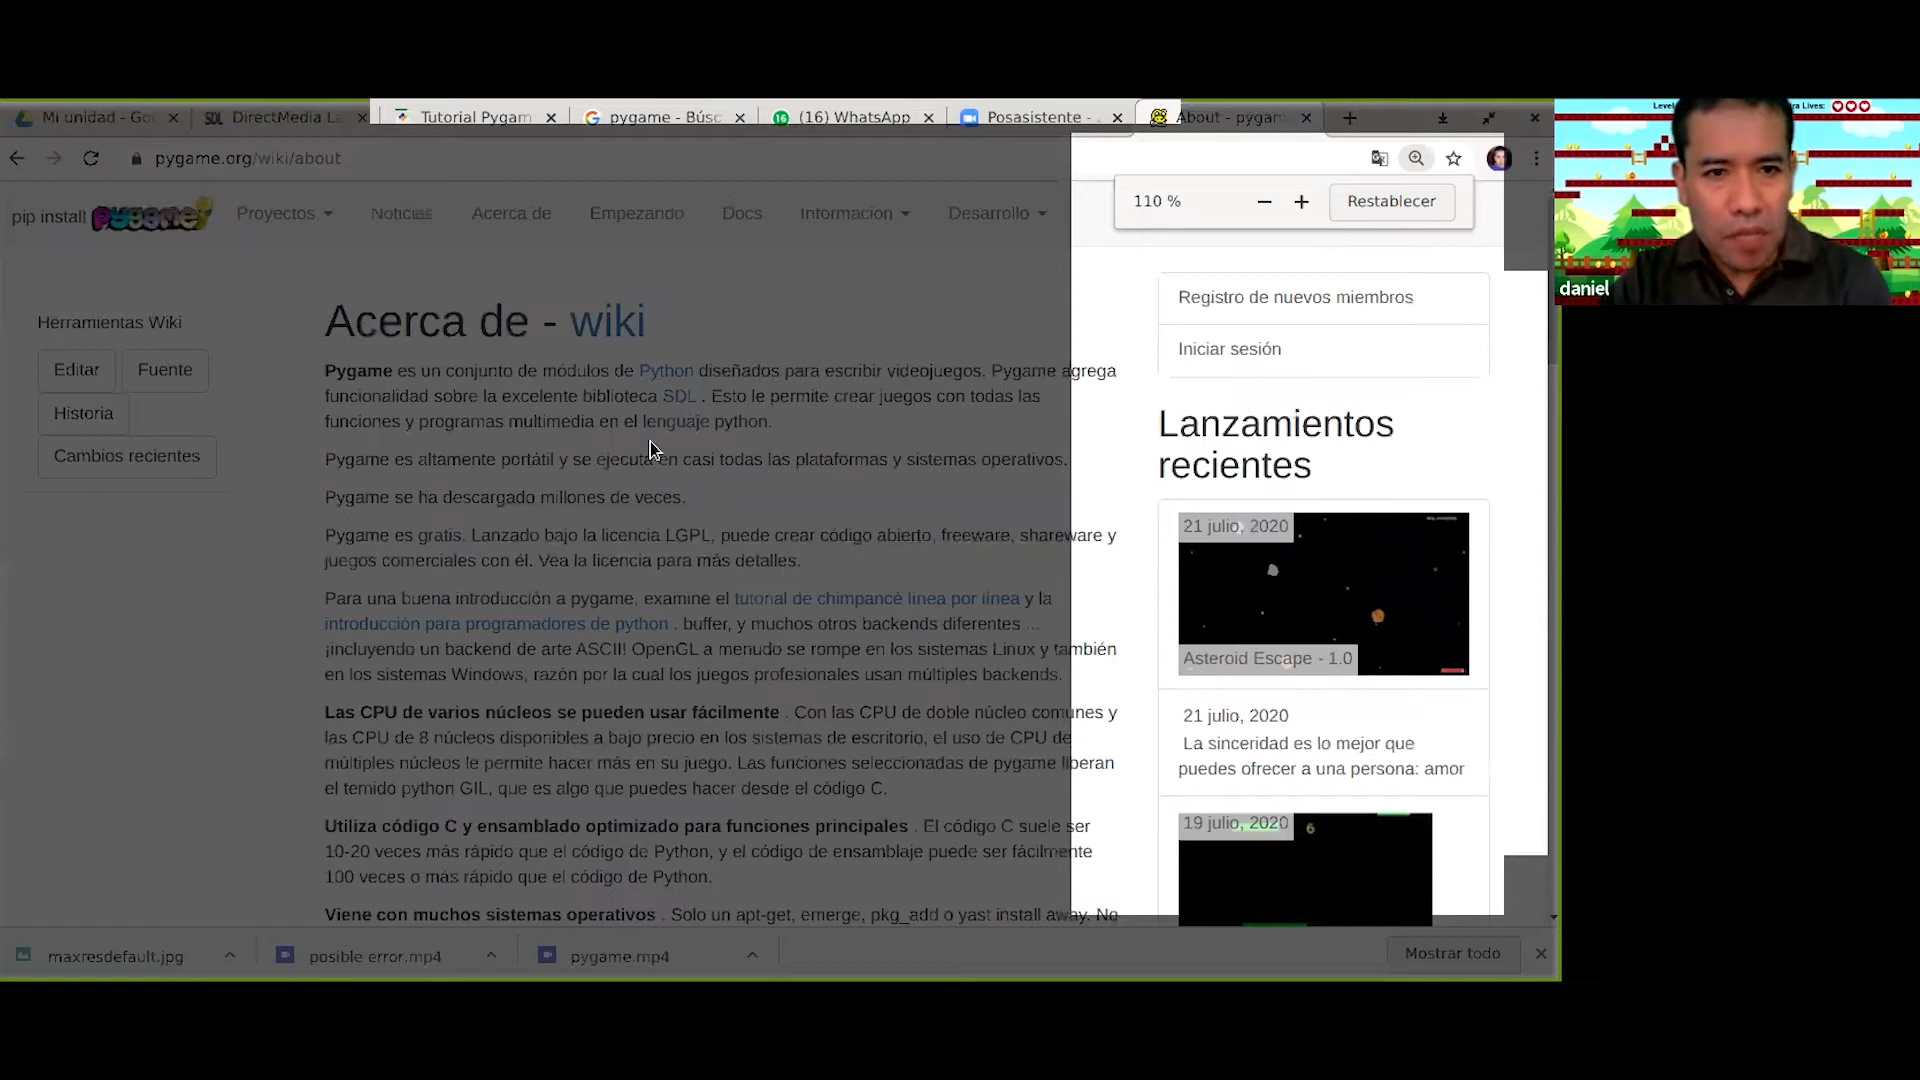 Mi unidad - Go
DirectMedia La
Tutorial Pygam
pygame - Búsc
(16) WhatsApp
Posasistente -
About - pygam
pygame.org/wiki/about
110 %
Restablecer
pip install pygame
Proyectos
Noticias
Acerca de
Empezando
Docs
Información
Desarrollo
Herramientas Wiki
Editar
Fuente
Historia
Cambios recientes
Acerca de - wiki
Pygame es un conjunto de módulos de Python diseñados para escribir videojuegos. Pygame agrega
funcionalidad sobre la excelente biblioteca SDL . Esto le permite crear juegos con todas las
funciones y programas multimedia en el lenguaje python.
Pygame es altamente portátil y se ejecuta en casi todas las plataformas y sistemas operativos.
Pygame se ha descargado millones de veces.
Pygame es gratis. Lanzado bajo la licencia LGPL, puede crear código abierto, freeware, shareware y
juegos comerciales con él. Vea la licencia para más detalles.
Para una buena introducción a pygame, examine el tutorial de chimpancé línea por línea y la
introducción para programadores de python . buffer, y muchos otros backends diferentes ...
¡incluyendo un backend de arte ASCII! OpenGL a menudo se rompe en los sistemas Linux y también
en los sistemas Windows, razón por la cual los juegos profesionales usan múltiples backends.
Las CPU de varios núcleos se pueden usar fácilmente . Con las CPU de doble núcleo comunes y
las CPU de 8 núcleos disponibles a bajo precio en los sistemas de escritorio, el uso de CPU de
múltiples núcleos le permite hacer más en su juego. Las funciones seleccionadas de pygame liberan
el temido python GIL, que es algo que puedes hacer desde el código C.
Utiliza código C y ensamblado optimizado para funciones principales . El código C suele ser
10-20 veces más rápido que el código de Python, y el código de ensamblaje puede ser fácilmente
100 veces o más rápido que el código de Python.
Viene con muchos sistemas operativos . Solo un apt-get, emerge, pkg_add o yast install away. No
Registro de nuevos miembros
Iniciar sesión
Lanzamientos
recientes
21 julio, 2020
Asteroid Escape - 1.0
21 julio, 2020
La sinceridad es lo mejor que
puedes ofrecer a una persona: amor
19 julio, 2020
6
maxresdefault.jpg
posible error.mp4
pygame.mp4
Mostrar todo
Level
Lives:
daniel